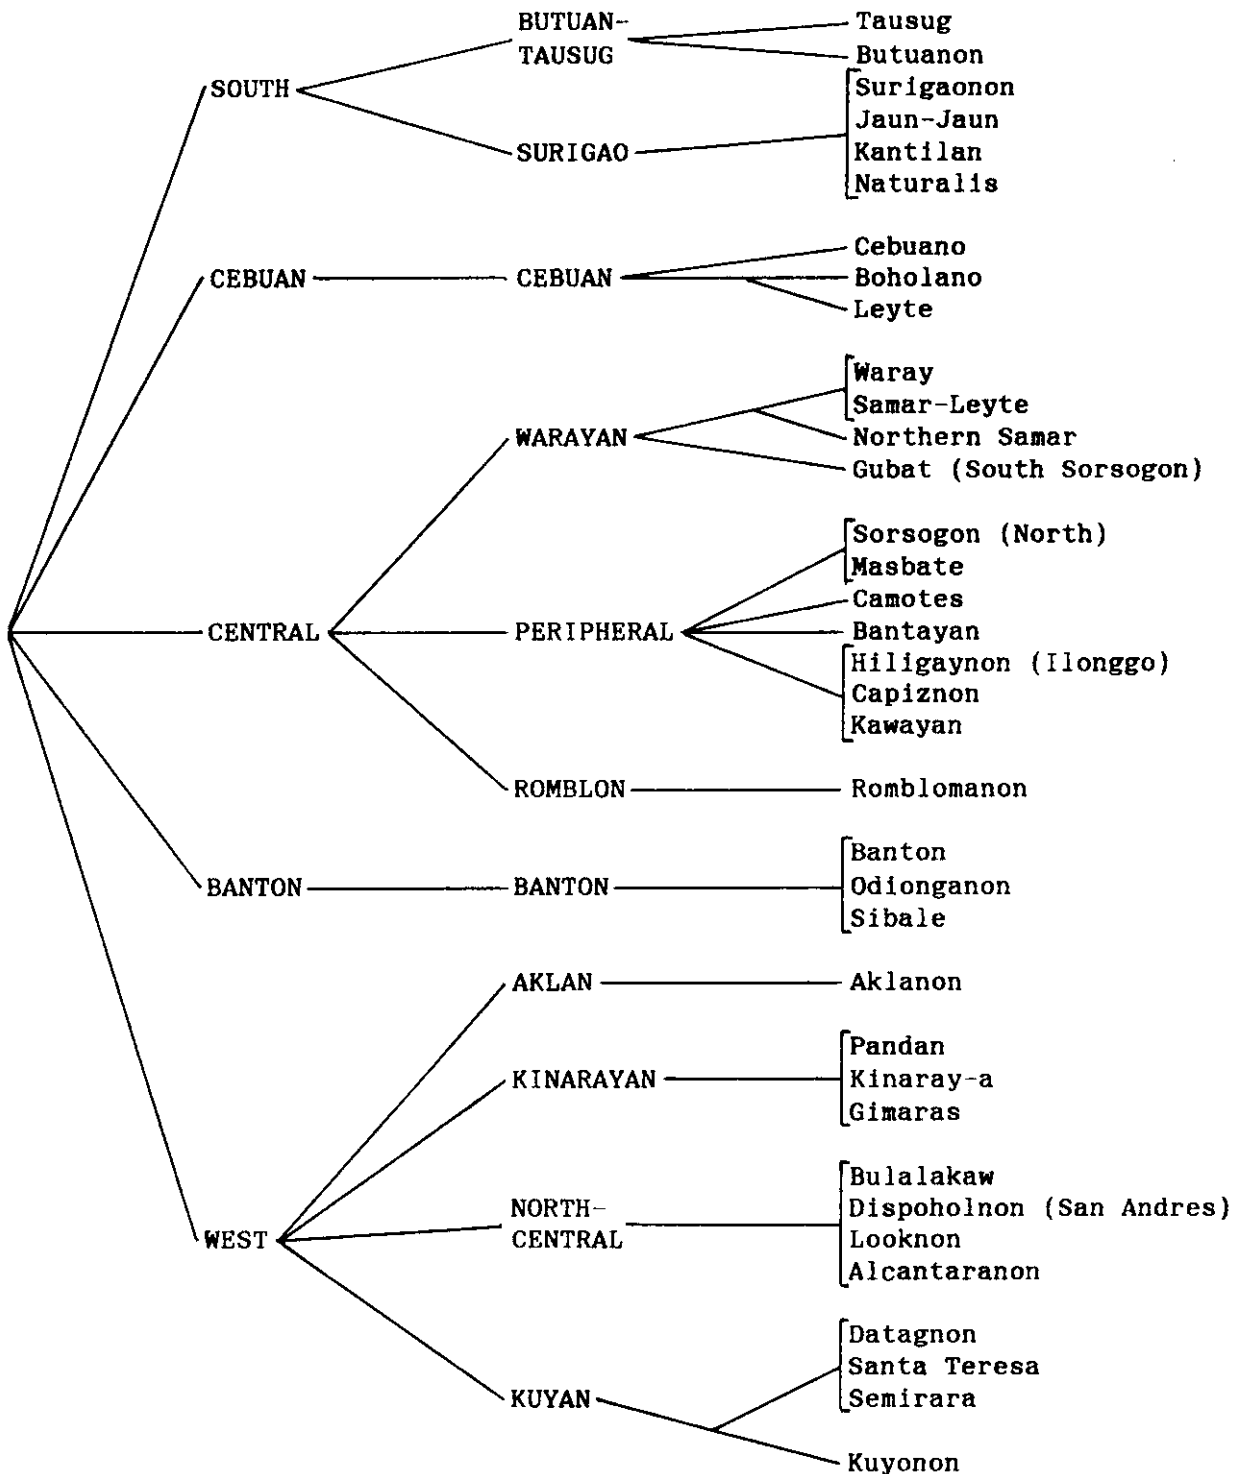 BUTUAN-
TAUSUG
Tausug
Butuanon
SOUTH
Surigaonon
Jaun-Jaun
SURIGAO
Kantilan
Naturalis
CEBUAN
CEBUAN
Cebuano
Boholano
Leyte
WARAYAN
Waray
Samar-Leyte
Northern Samar
Gubat (South Sorsogon)
CENTRAL
PERIPHERAL
Sorsogon (North)
Masbate
Camotes
Bantayan
Hiligaynon (Ilonggo)
Capiznon
Kawayan
ROMBLON
Romblomanon
BANTON
BANTON
Banton
Odionganon
Sibale
WEST
AKLAN
Aklanon
KINARAYAN
Pandan
Kinaray-a
Gimaras
NORTH-
CENTRAL
Bulalakaw
Dispoholnon (San Andres)
Looknon
Alcantaranon
KUYAN
Datagnon
Santa Teresa
Semirara
Kuyonon